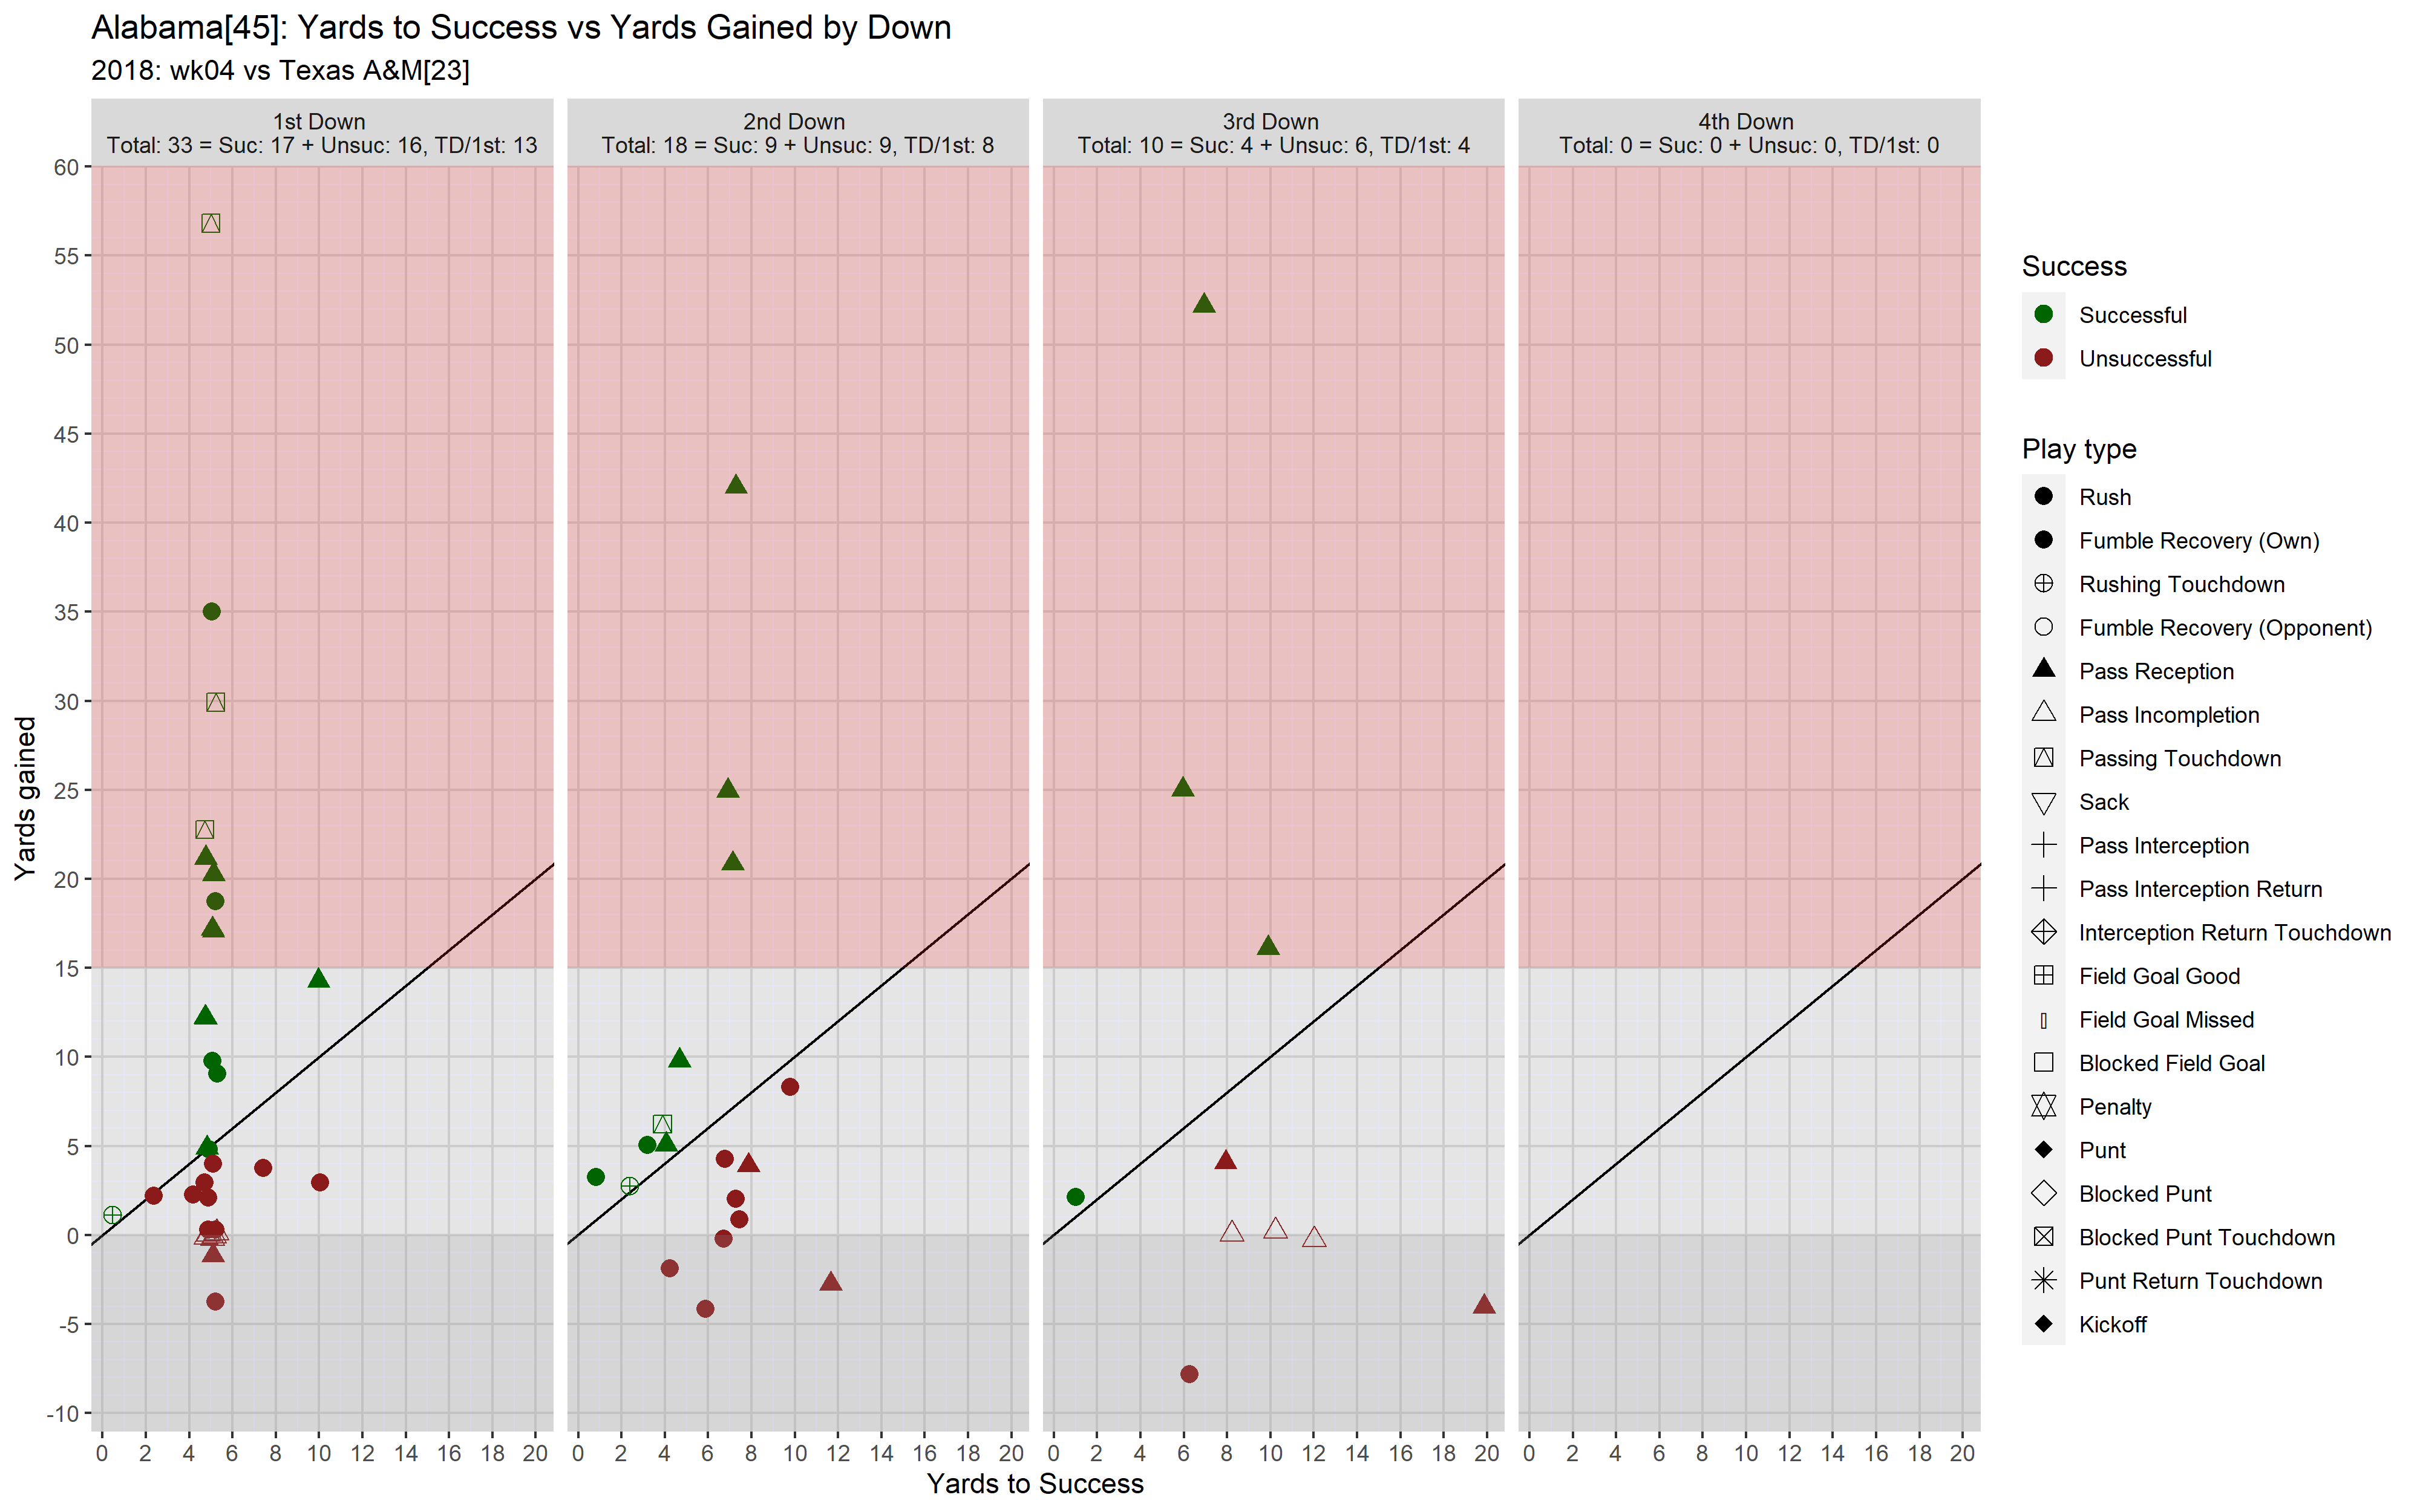 Alabama[45]: Yards to Success vs Yards Gained by Down
2018: wk04 vs Texas A&M[23]
1st Down
Total: 33 = Suc: 17 + Unsuc: 16, TD/1st: 13
2nd Down
Total: 18 = Suc: 9 + Unsuc: 9, TD/1st: 8
3rd Down
Total: 10 = Suc: 4 + Unsuc: 6, TD/1st: 4
4th Down
Total: 0 = Suc: 0 + Unsuc: 0, TD/1st: 0
Yards gained
60
55
50
45
40
35
30
25
20
15
10
5
0
-5
-10
0 2 4 6 8 10 12 14 16 18 20
0 2 4 6 8 10 12 14 16 18 20
0 2 4 6 8 10 12 14 16 18 20
0 2 4 6 8 10 12 14 16 18 20
Yards to Success
Success
Successful
Unsuccessful
Play type
Rush
Fumble Recovery (Own)
Rushing Touchdown
Fumble Recovery (Opponent)
Pass Reception
Pass Incompletion
Passing Touchdown
Sack
Pass Interception
Pass Interception Return
Interception Return Touchdown
Field Goal Good
Field Goal Missed
Blocked Field Goal
Penalty
Punt
Blocked Punt
Blocked Punt Touchdown
Punt Return Touchdown
Kickoff